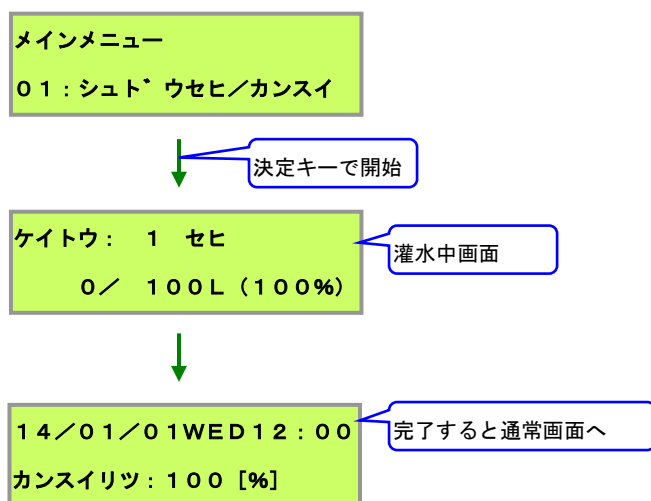 メインメニュー
０１：シュト゛ウセヒ／カンスイ
決定キーで開始
ケイトウ：　１　セヒ
０／　１００Ｌ（１００%）
灌水中画面
１４／０１／０１ＷＥＤ１２：００
カンスイリツ：１００［%］
完了すると通常画面へ